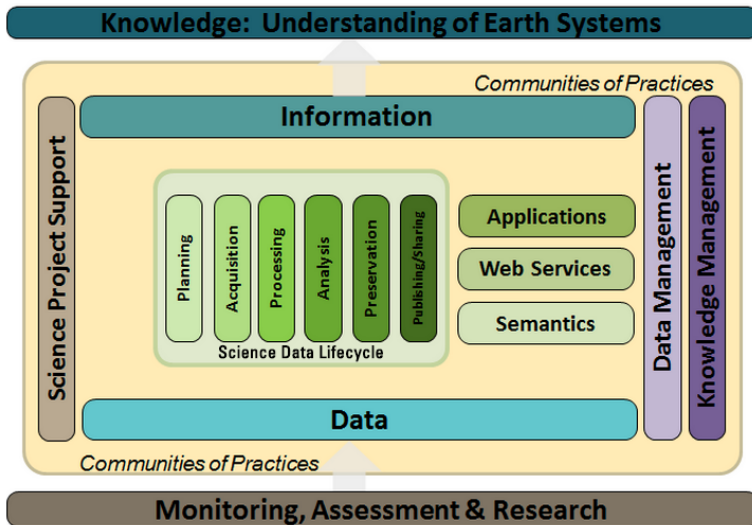 Knowledge: Understanding of Earth Systems
Communities of Practices
Information
Science Project Support
Planning
Acquisition
Processing
Analysis
Preservation
Publishing/Sharing
Science Data Lifecycle
Applications
Web Services
Semantics
Data Management
Knowledge Management
Data
Communities of Practices
Monitoring, Assessment & Research